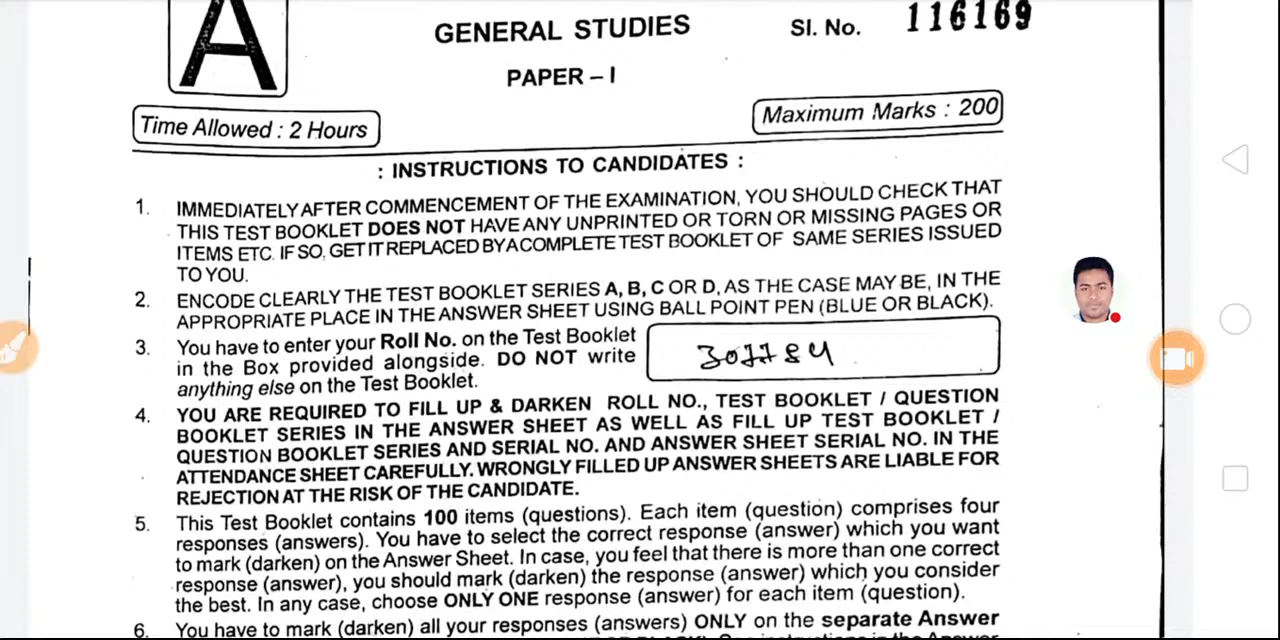 A
GENERAL STUDIES
Sl. No. 116169
PAPER – I
Time Allowed : 2 Hours
Maximum Marks : 200
: INSTRUCTIONS TO CANDIDATES :
1. IMMEDIATELY AFTER COMMENCEMENT OF THE EXAMINATION, YOU SHOULD CHECK THAT
THIS TEST BOOKLET DOES NOT HAVE ANY UNPRINTED OR TORN OR MISSING PAGES OR
ITEMS ETC. IF SO, GET IT REPLACED BY A COMPLETE TEST BOOKLET OF SAME SERIES ISSUED
TO YOU.
2. ENCODE CLEARLY THE TEST BOOKLET SERIES A, B, C OR D, AS THE CASE MAY BE, IN THE
APPROPRIATE PLACE IN THE ANSWER SHEET USING BALL POINT PEN (BLUE OR BLACK).
3. You have to enter your Roll No. on the Test Booklet
in the Box provided alongside. DO NOT write
anything else on the Test Booklet.
307784
4. YOU ARE REQUIRED TO FILL UP & DARKEN ROLL NO., TEST BOOKLET / QUESTION
BOOKLET SERIES IN THE ANSWER SHEET AS WELL AS FILL UP TEST BOOKLET /
QUESTION BOOKLET SERIES AND SERIAL NO. AND ANSWER SHEET SERIAL NO. IN THE
ATTENDANCE SHEET CAREFULLY. WRONGLY FILLED UP ANSWER SHEETS ARE LIABLE FOR
REJECTION AT THE RISK OF THE CANDIDATE.
5. This Test Booklet contains 100 items (questions). Each item (question) comprises four
responses (answers). You have to select the correct response (answer) which you want
to mark (darken) on the Answer Sheet. In case, you feel that there is more than one correct
response (answer), you should mark (darken) the response (answer) which you consider
the best. In any case, choose ONLY ONE response (answer) for each item (question).
6. You have to mark (darken) all your responses (answers) ONLY on the separate Answer